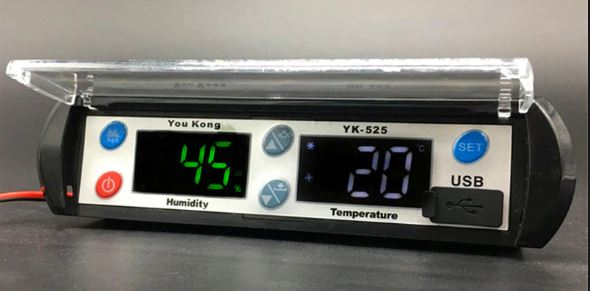 You Kong
YK-525
45
%
20
°C
SET
USB
Humidity
Temperature